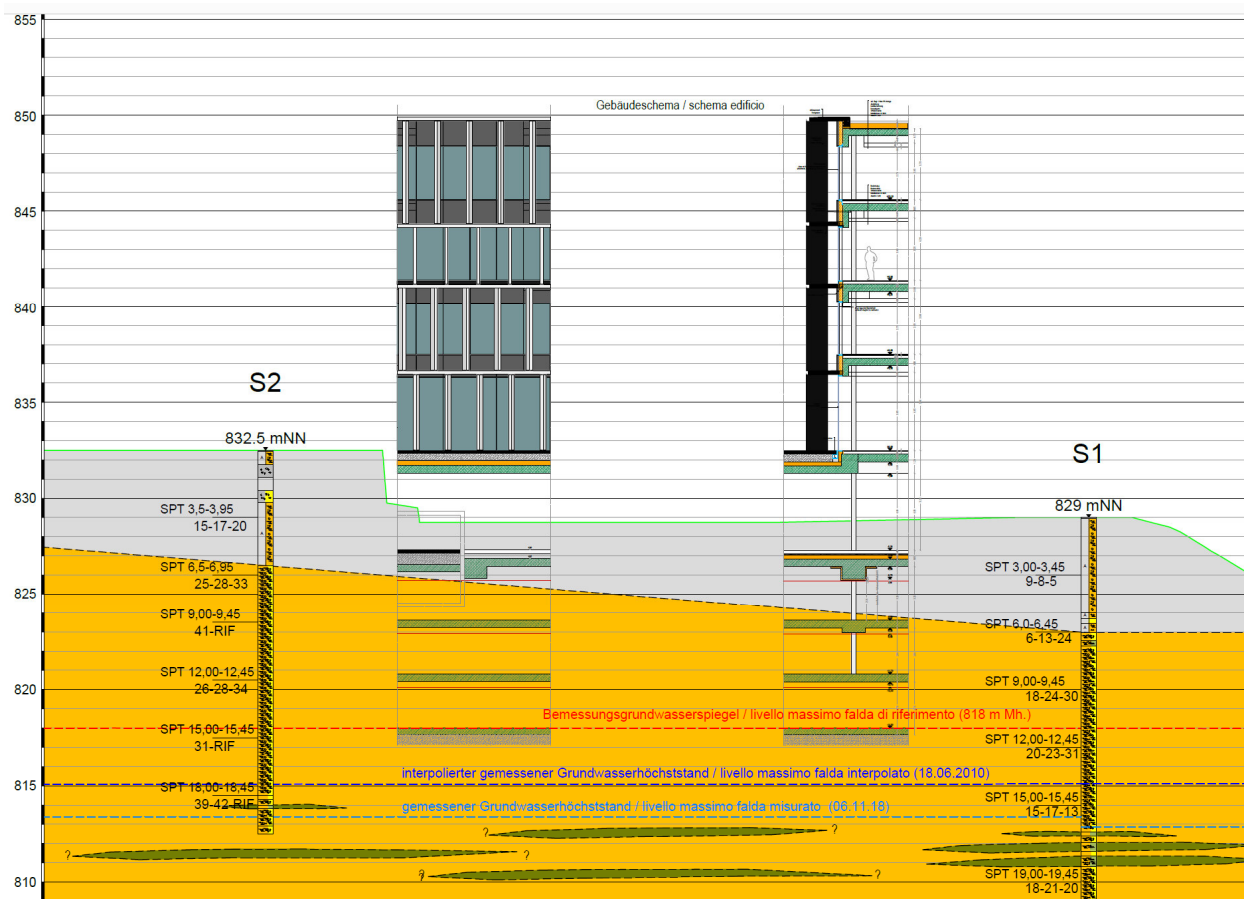 855
850
845
840
835
830
825
820
815
810
Gebäudeschema / schema edificio
S2
832.5 mNN
SPT 3,5-3,95
15-17-20
SPT 6,5-6,95
25-28-33
SPT 9,00-9,45
41-RIF
SPT 12,00-12,45
26-28-34
SPT 15,00-15,45
31-RIF
SPT 18,00-18,45
39-42-RIF
S1
829 mNN
SPT 3,00-3,45
9-8-5
SPT 6.0-6,45
6-13-24
SPT 9,00-9,45
18-24-30
SPT 12,00-12,45
20-23-31
SPT 15,00-15,45
15-17-13
SPT 19,00-19,45
18-21-20
Bemessungsgrundwasserspiegel / livello massimo falda di riferimento (818 m Mh.)
interpolierter gemessener Grundwasserhöchststand / livello massimo falda interpolato (18.06.2010)
gemessener Grundwasserhöchststand / livello massimo falda misurato (06.11.18)
?
?
?
?
?
?